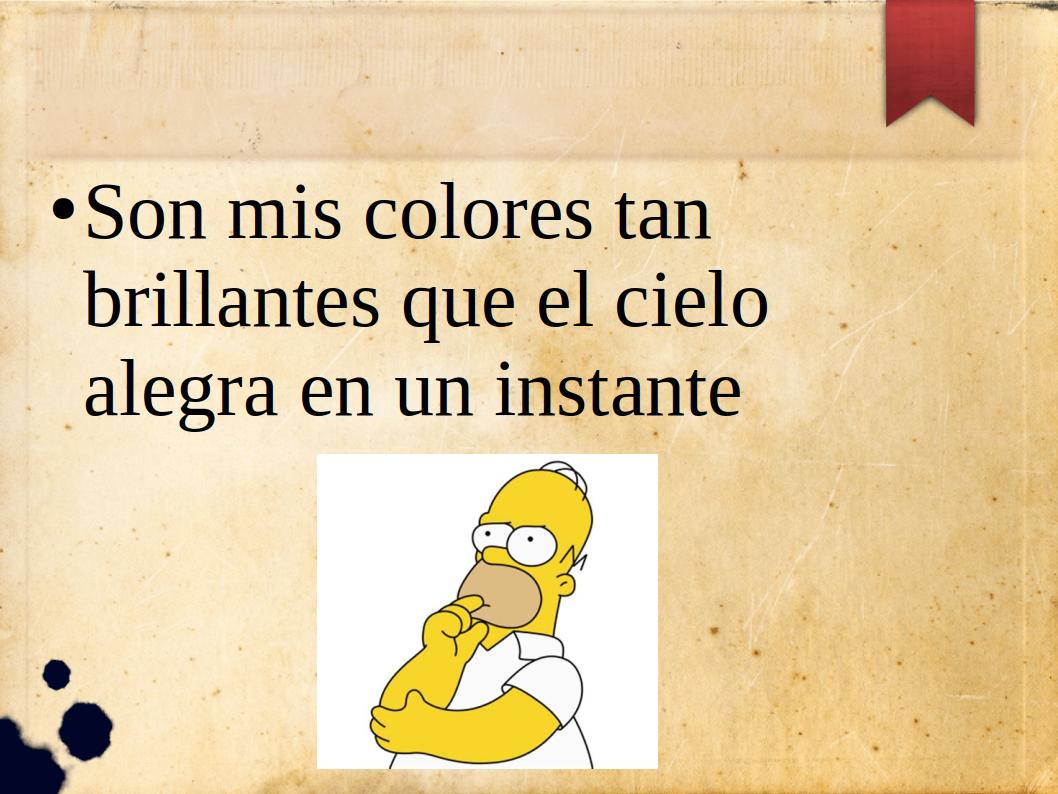 •Son mis colores tan
brillantes que el cielo
alegra en un instante